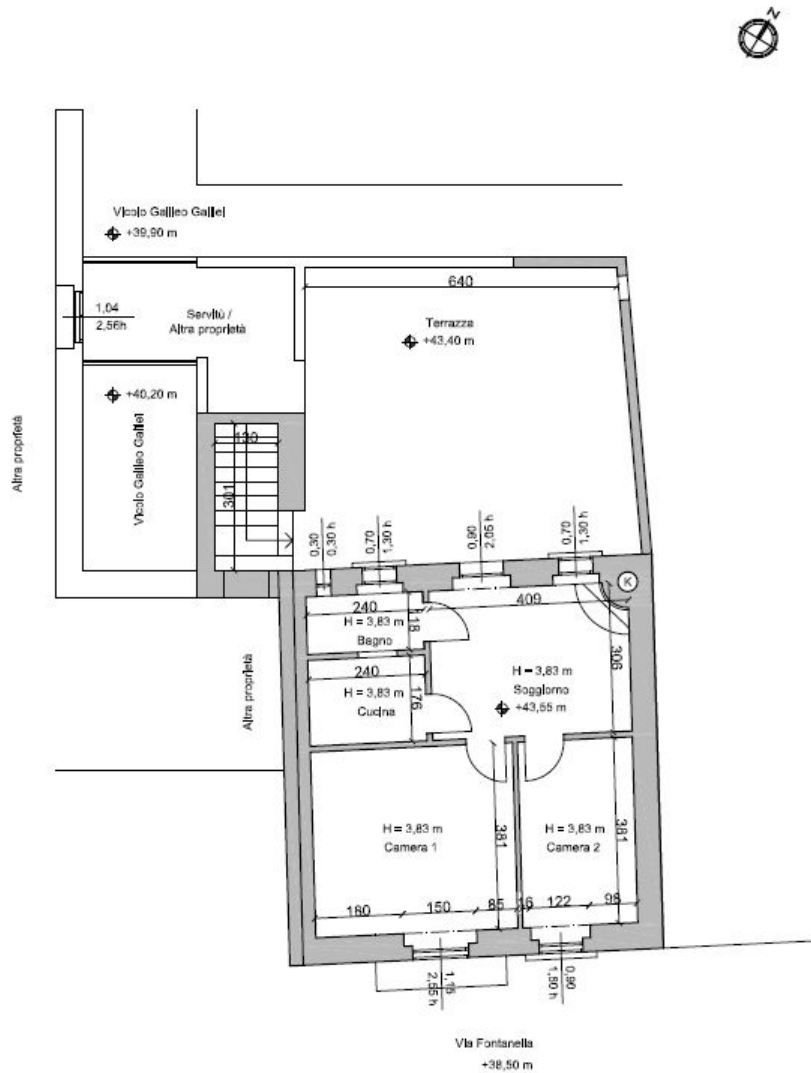 N
Vicolo Galileo Galilei
+39,90 m
640
1,04
2,56h
Servitù /
Altra proprietà
Terrazza
+43,40 m
+40,20 m
Altra proprietà
Vicolo Galileo Galilei
130
301
0,30
0,30 h
0,70
1,30 h
0,90
2,05 h
0,70
1,30 h
K
240
409
H = 3,83 m
Bagno
118
306
240
H = 3,83 m
Cucina
176
H = 3,83 m
Soggiorno
+43,55 m
Altra proprietà
H = 3,83 m
Camera 1
381
H = 3,83 m
Camera 2
381
180
150
85
16
122
98
1,15
2,55 h
0,90
1,80 h
Via Fontanella
+38,50 m